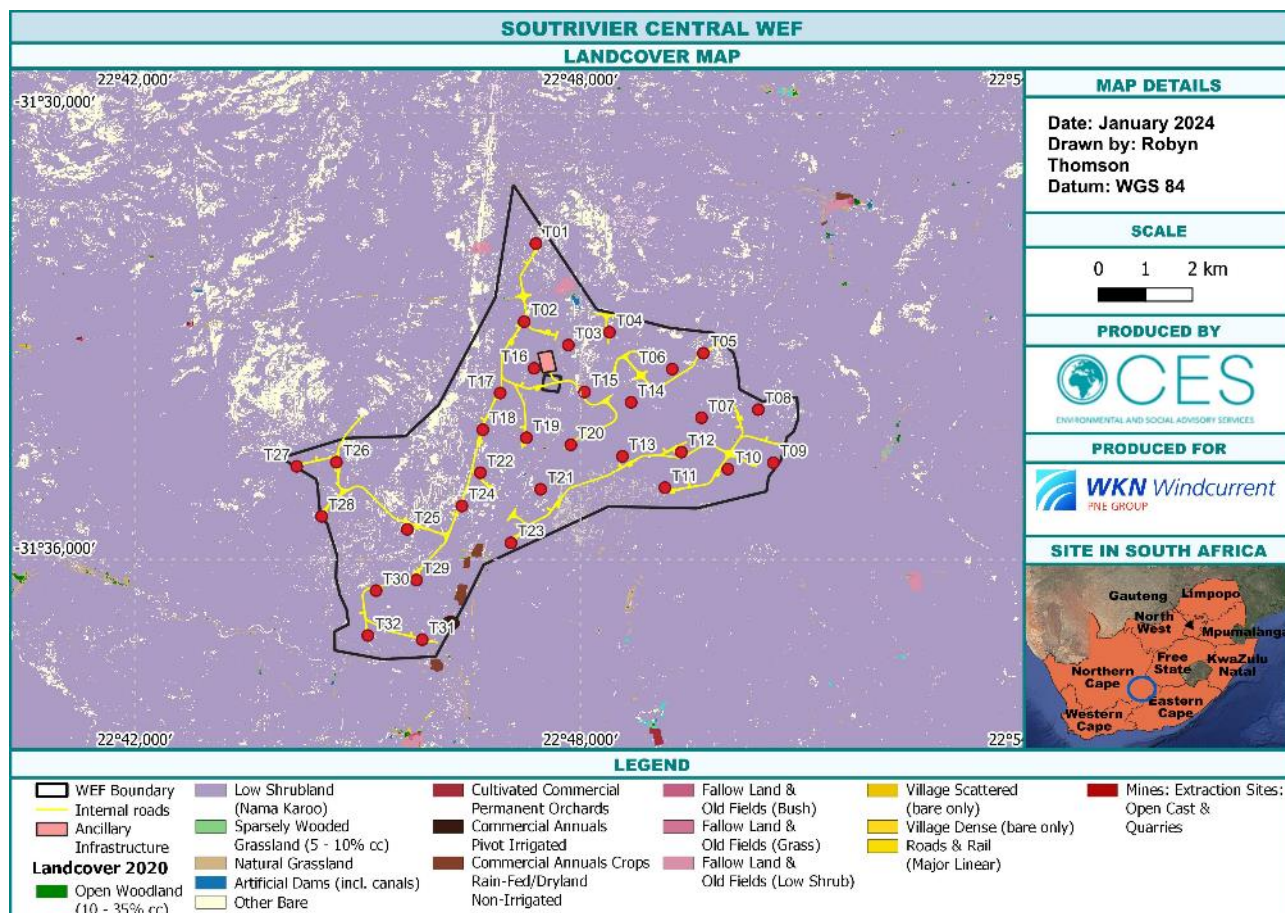 SOUTRIVIER CENTRAL WEF
LANDCOVER MAP
22°42,000’
22°48,000’
22°5
-31°30,000’
T01
T02
T03
T04
T05
T06
T16
T17
T15
T14
T07
T08
T18
T19
T20
T13
T12
T09
T10
T27
T26
T22
T21
T11
T28
T24
T25
T23
-31°36,000’
T29
T30
T32
T31
22°42,000’
22°48,000’
22°5
MAP DETAILS
Date: January 2024
Drawn by: Robyn
Thomson
Datum: WGS 84
SCALE
0 1 2 km
PRODUCED BY
CES
ENVIRONMENTAL AND SOCIAL ADVISORY SERVICES
PRODUCED FOR
WKN Windcurrent
PNE GROUP
SITE IN SOUTH AFRICA
Gauteng
Limpopo
North
West
Mpumalanga
Free
State
KwaZulu
Natal
Northern
Cape
Eastern
Cape
Western
Cape
LEGEND
WEF Boundary
Internal roads
Ancillary
Infrastructure
Landcover 2020
Open Woodland
(10 - 35% cc)
Low Shrubland
(Nama Karoo)
Sparsely Wooded
Grassland (5 - 10% cc)
Natural Grassland
Artificial Dams (incl. canals)
Other Bare
Cultivated Commercial
Permanent Orchards
Commercial Annuals
Pivot Irrigated
Commercial Annuals Crops
Rain-Fed/Dryland
Non-Irrigated
Fallow Land &
Old Fields (Bush)
Fallow Land &
Old Fields (Grass)
Fallow Land &
Old Fields (Low Shrub)
Village Scattered
(bare only)
Village Dense (bare only)
Roads & Rail
(Major Linear)
Mines: Extraction Sites:
Open Cast &
Quarries